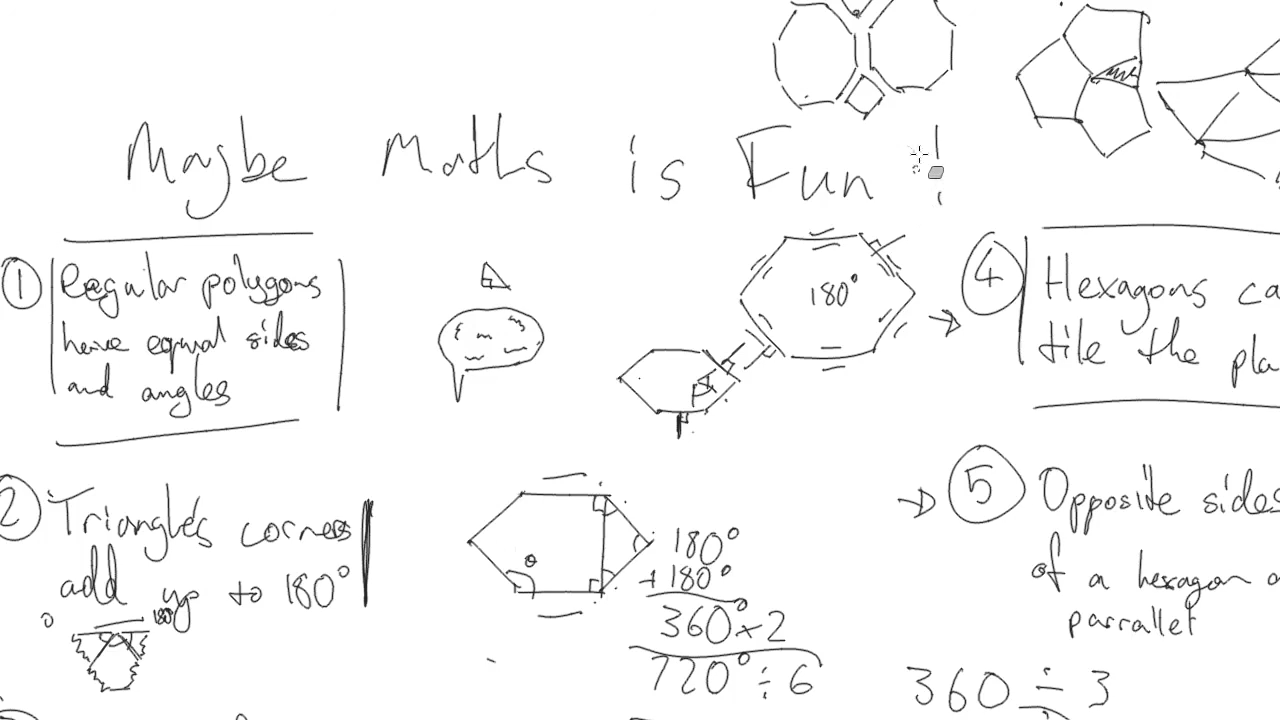 Maybe Maths is Fun!
1 Regular polygons
have equal sides
and angles
180°
4 Hexagons ca
tile the pla
2 Triangles corners
add up to 180°
180°
180°
+180°
360° × 2
720° ÷ 6
5 Opposite sides
of a hexagon a
parrallel
360 ÷ 3